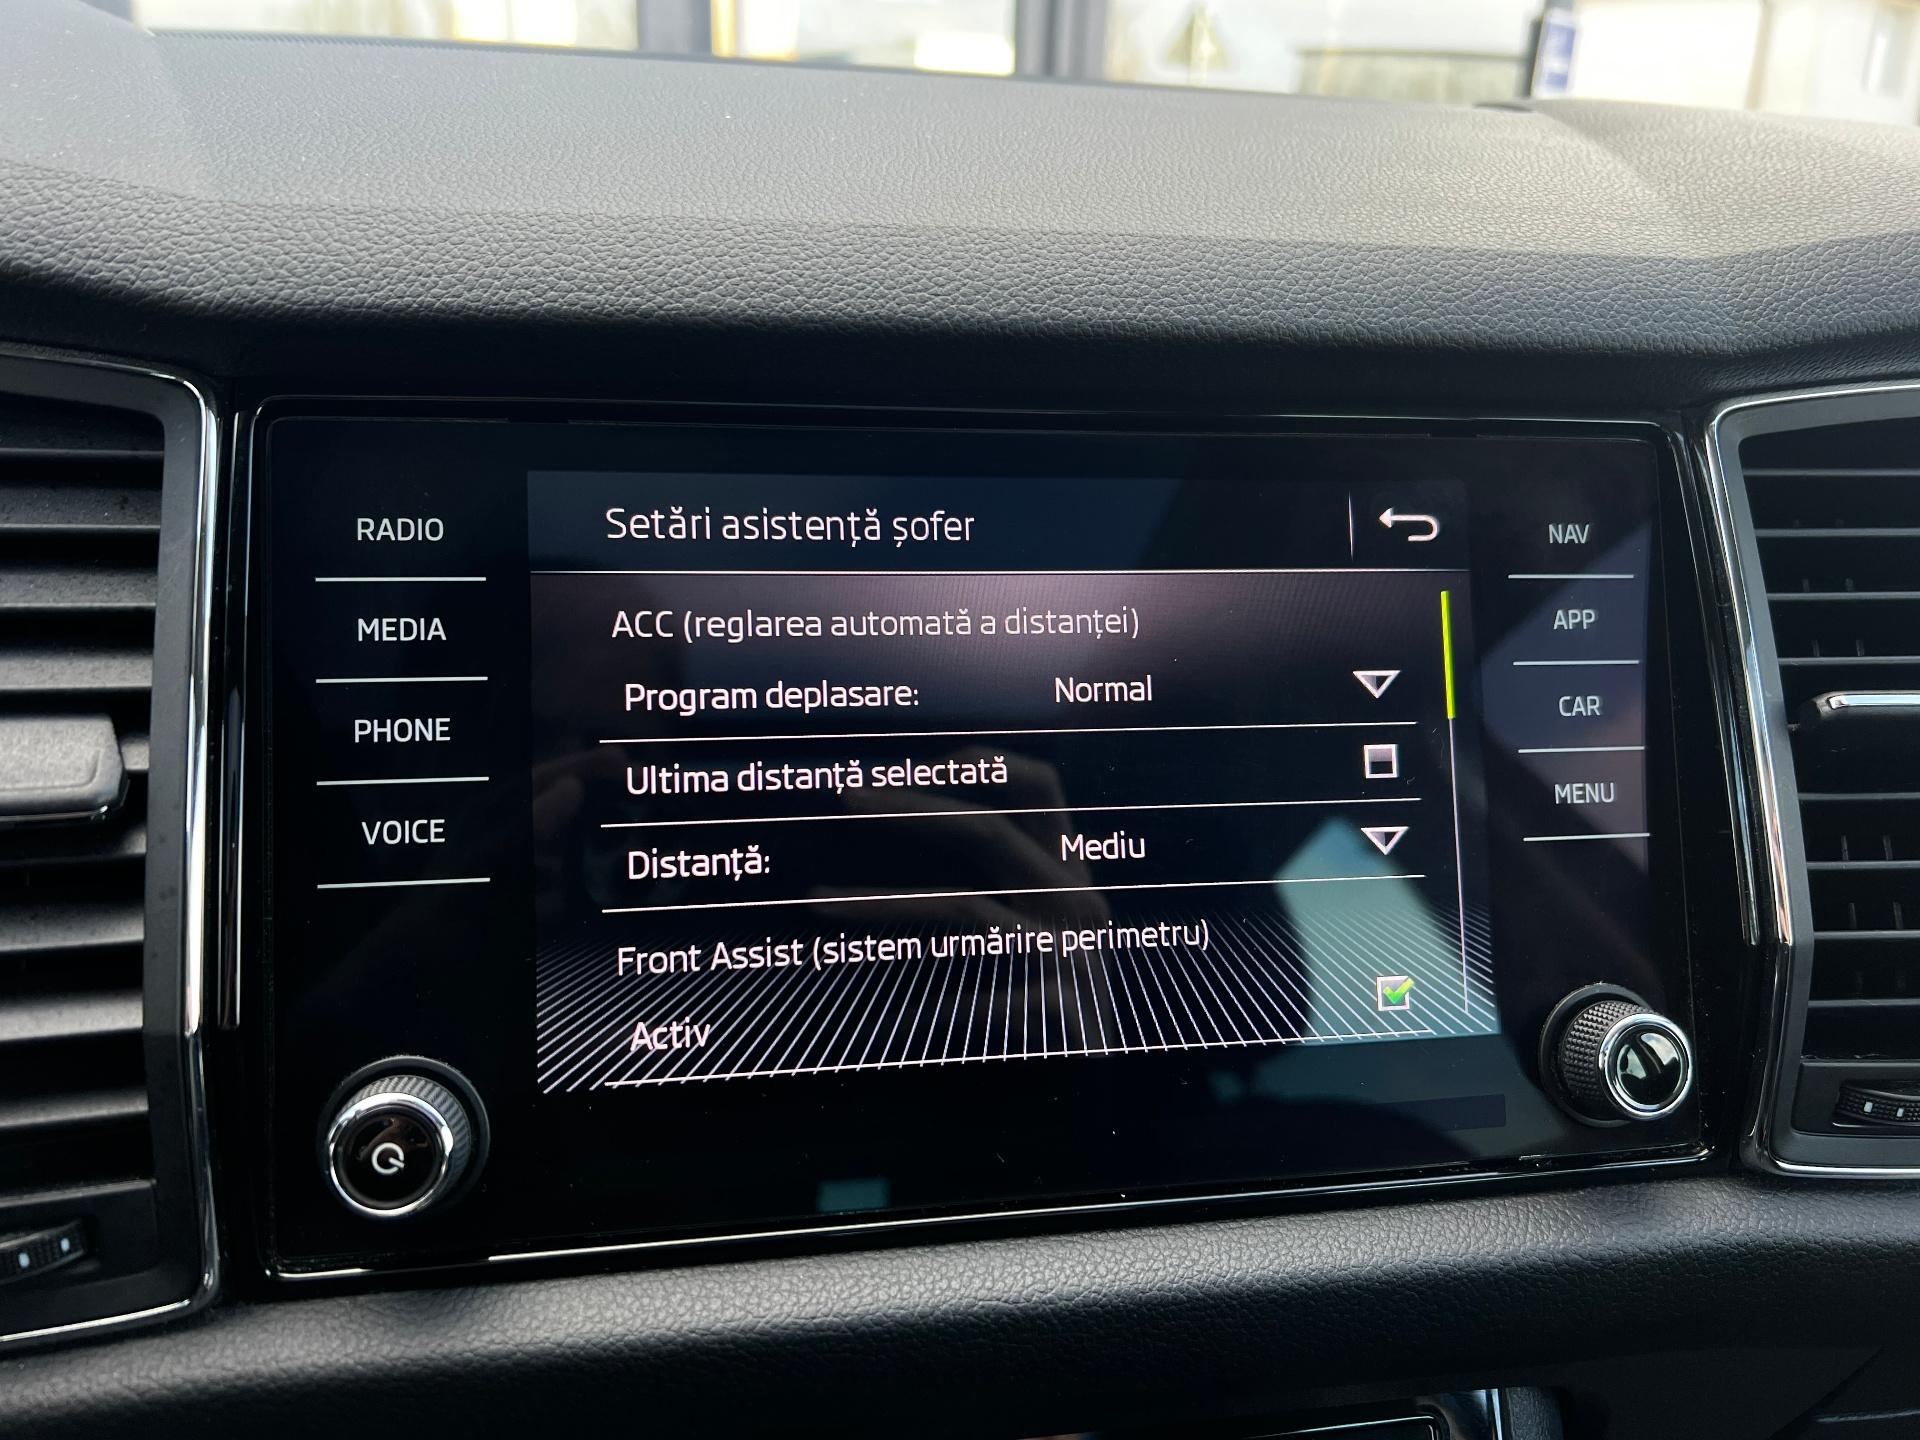 RADIO
MEDIA
PHONE
VOICE
Setări asistență șofer
ACC (reglarea automată a distanței)
Program deplasare: Normal
Ultima distanță selectată
Distanță: Mediu
Front Assist (sistem urmărire perimetru)
Activ
NAV
APP
CAR
MENU